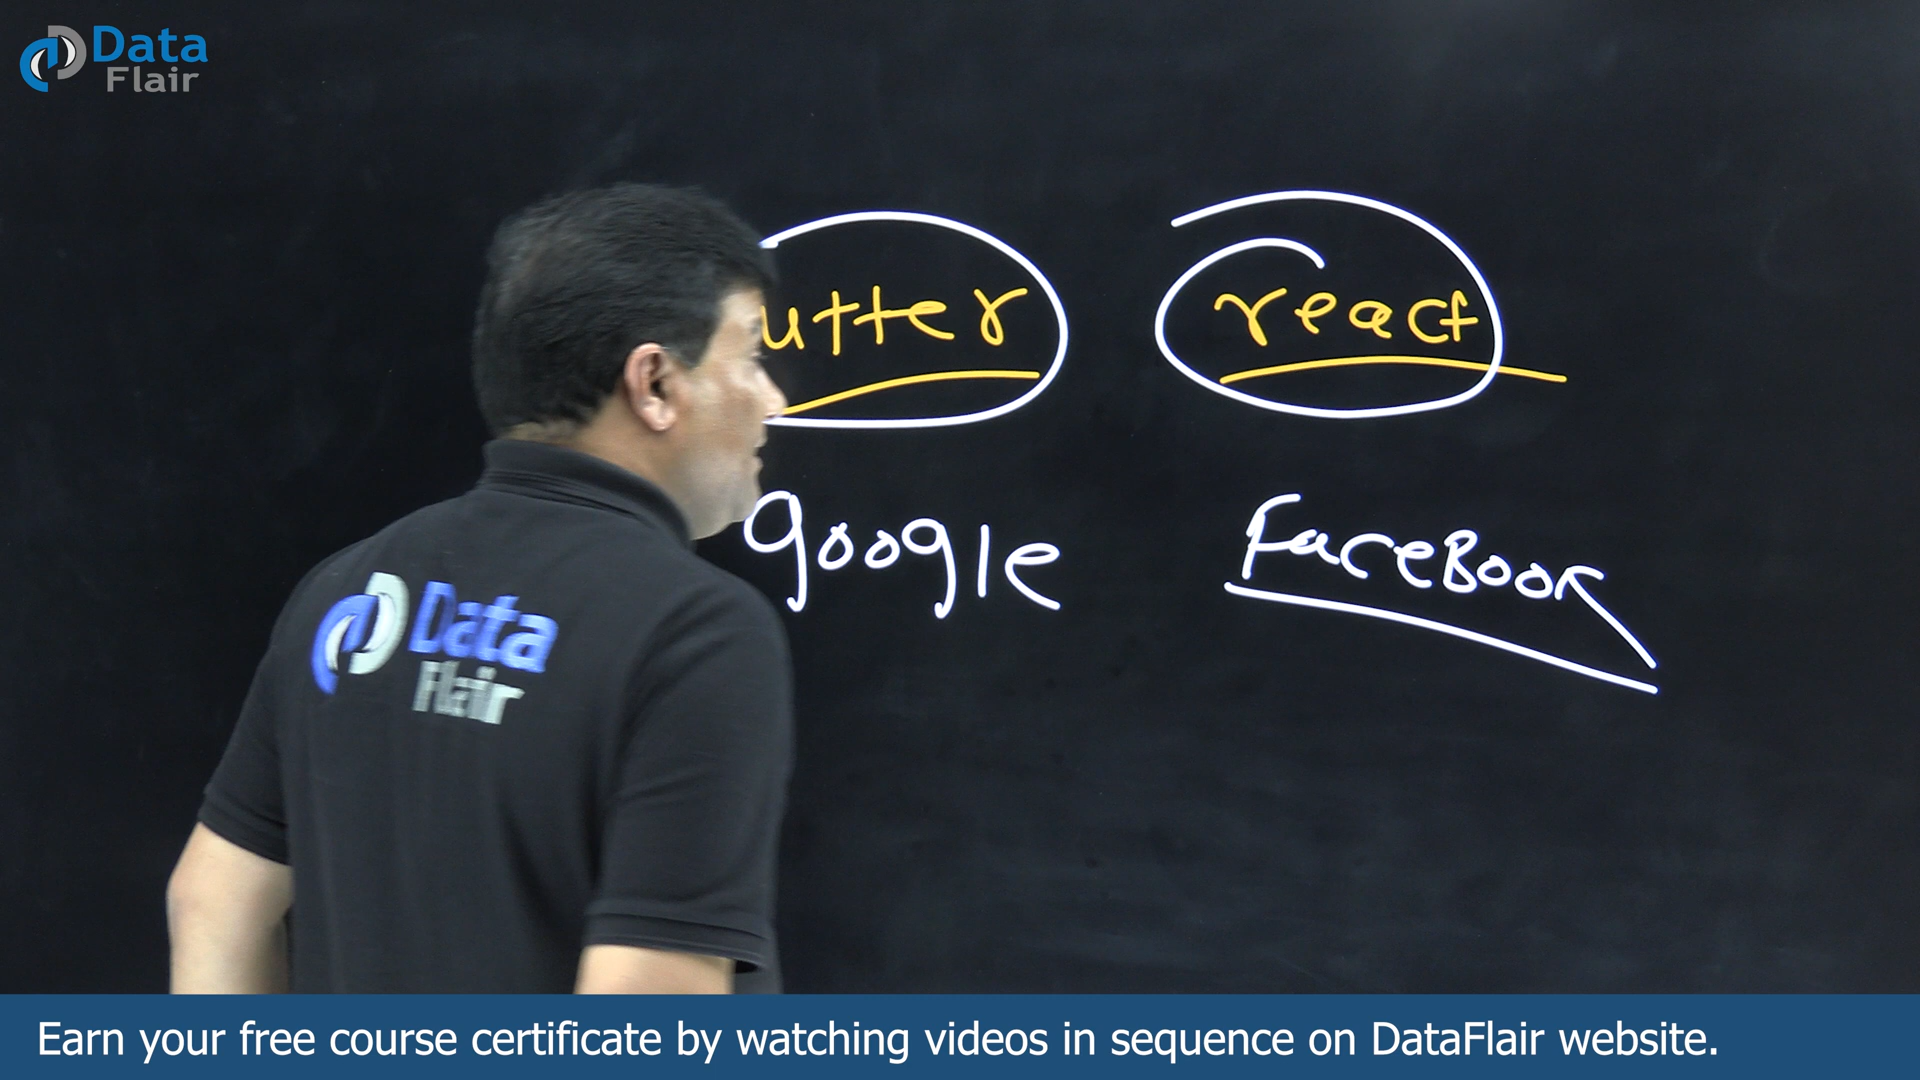 Data
Flair
utter react
google FaceBook
Data
Flair
Earn your free course certificate by watching videos in sequence on DataFlair website.